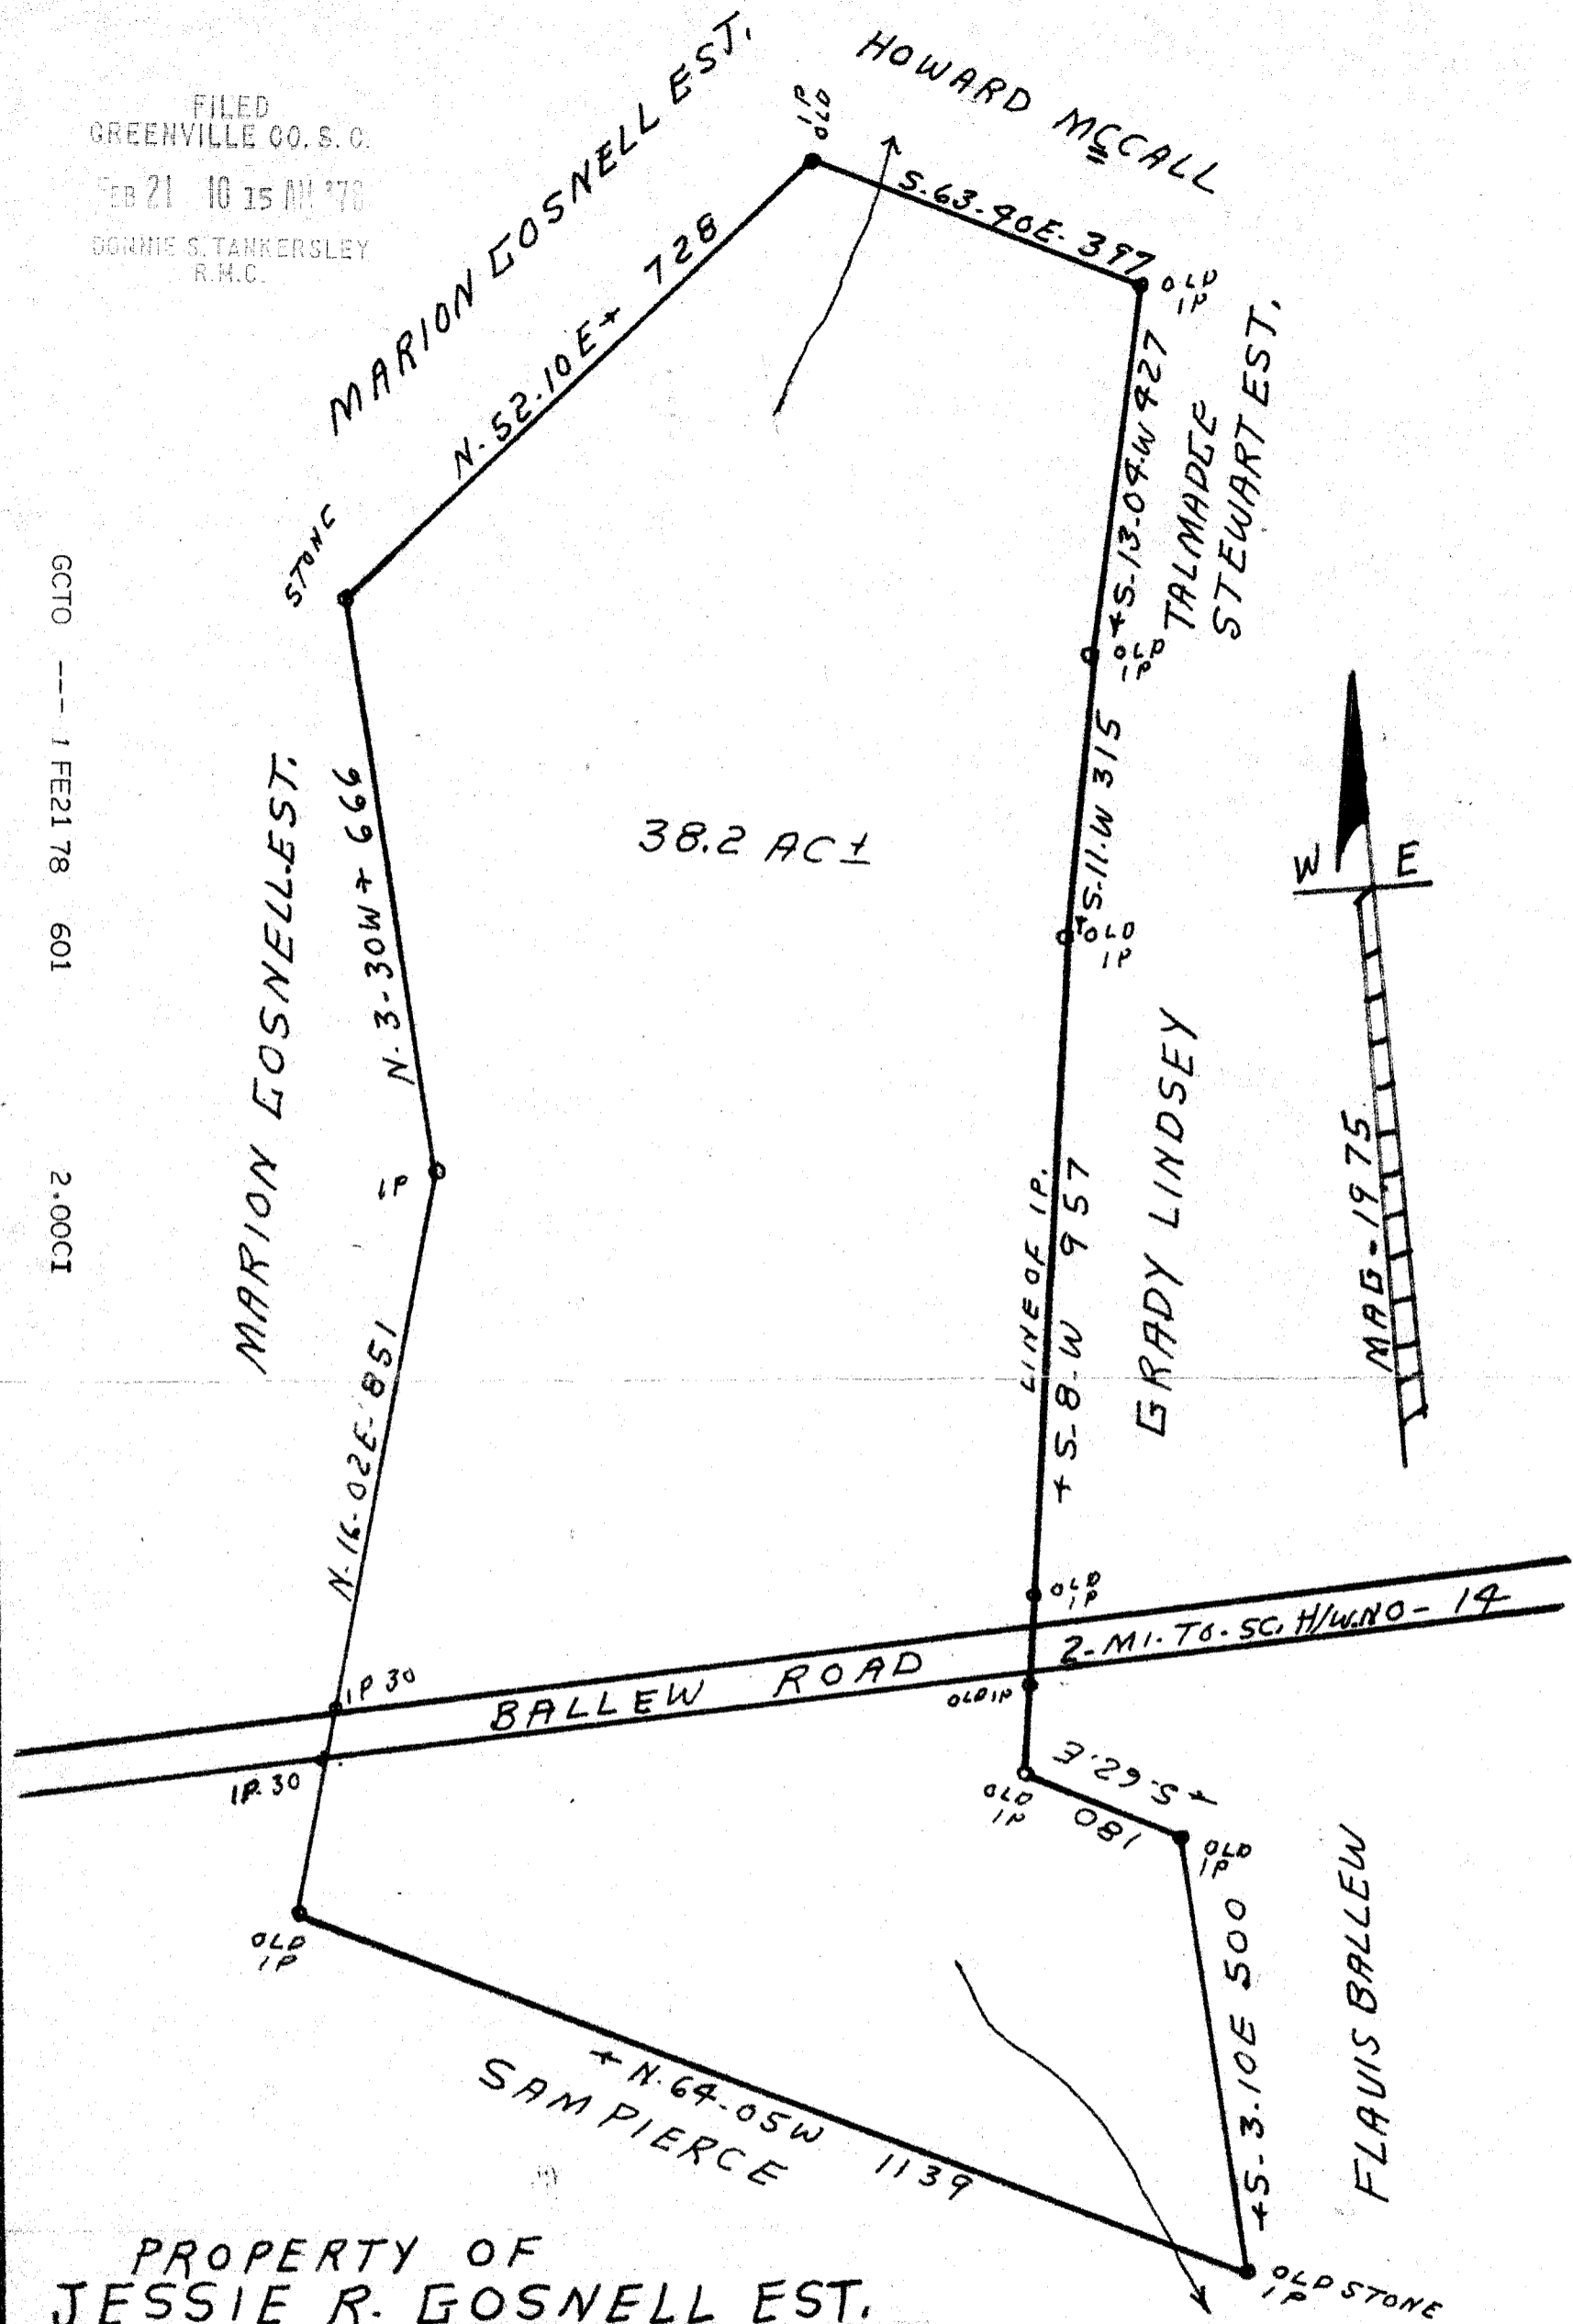 FILED
GREENVILLE CO. S. C.
FEB 21 10 15 AM '78
DONNIE S. TANKERSLEY
R.M.C.
MARION GOSNELL EST.
HOWARD MCCALL
IP
OLD
S.63-40E- 397
OLD
IP
N-52-10E+ 728
+S-13-04-W 427
TALMADGE
STEWART EST.
STONE
OLD
IP
GCTO --- 1 FE21 78 601 2.00CI
MARION GOSNELL.EST.
N-3-30W+ 666
38.2 AC ±
+S-11.W 315
OLD
IP
W E
MAG-1975
IP
LINE OF IP.
+S-8-W 957
GRADY LINDSEY
N-16-02E-851
OLD
IP
IP 30
BALLEW ROAD
2-MI.TO.SC.H/W.NO-14
OLD IP
IP.30
+S-62.E
180
OLD
IP
OLD
IP
OLD
IP
+S-3.10E 500
FLAVIS BALLEW
+N-64-05W 1139
SAM PIERCE
OLD STONE
IP
PROPERTY OF
JESSIE R. GOSNELL EST.